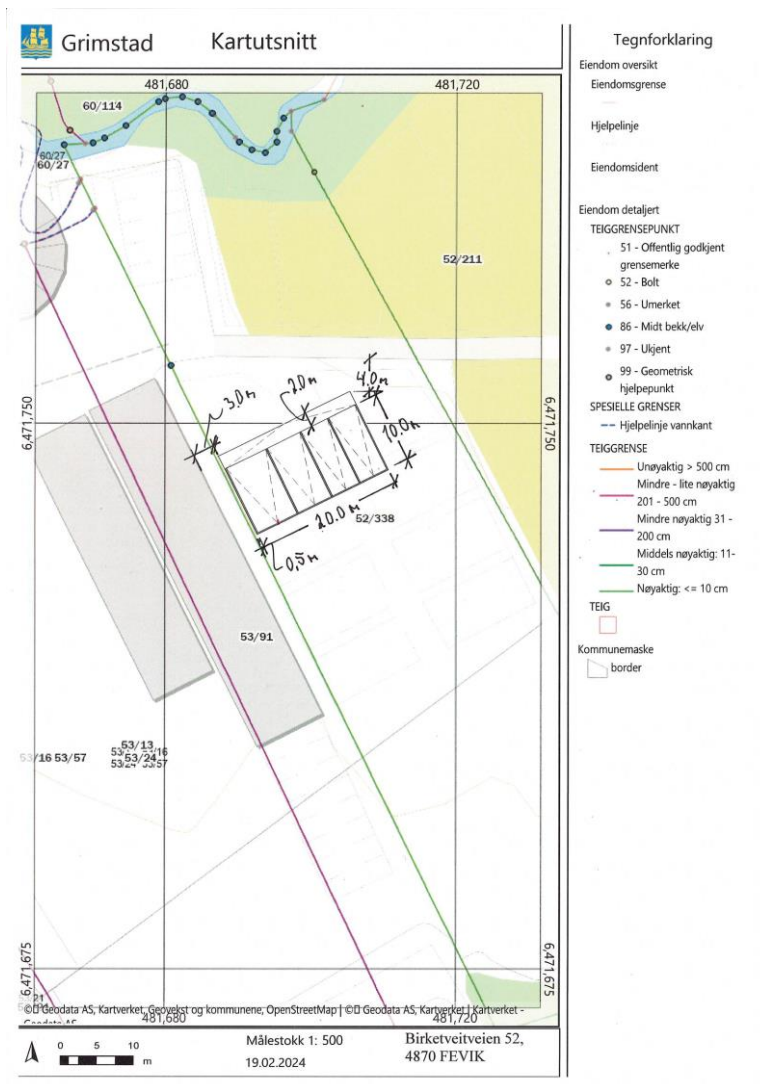 Grimstad
Kartutsnitt
481,680
481,720
60/114
60/27
60/27
52/211
6,471,750
6,471,750
3.0m
2.0m
4.0m
10.0m
20.0 m
52/338
0,5m
53/91
53/13
53/24
53/16 53/57
6,471,675
6,471,675
©️ Geodata AS, Kartverket, Geovekst og kommunene, OpenStreetMap | ©️ Geodata AS, Kartverket | Kartverket -
481,680
481,720
0 5 10
m
Målestokk 1: 500
19.02.2024
Birketveitveien 52,
4870 FEVIK
Tegnforklaring
Eiendom oversikt
Eiendomsgrense
Hjelpelinje
Eiendomsident
Eiendom detaljert
TEIGGRENSEPUNKT
51 - Offentlig godkjent
grensemerke
52 - Bolt
56 - Umerket
86 - Midt bekk/elv
97 - Ukjent
99 - Geometrisk
hjelpepunkt
SPESIELLE GRENSER
Hjelpelinje vannkant
TEIGGRENSE
Unøyaktig > 500 cm
Mindre - lite nøyaktig
201 - 500 cm
Mindre nøyaktig 31 -
200 cm
Middels nøyaktig: 11-
30 cm
Nøyaktig: <= 10 cm
TEIG
Kommunemaske
border